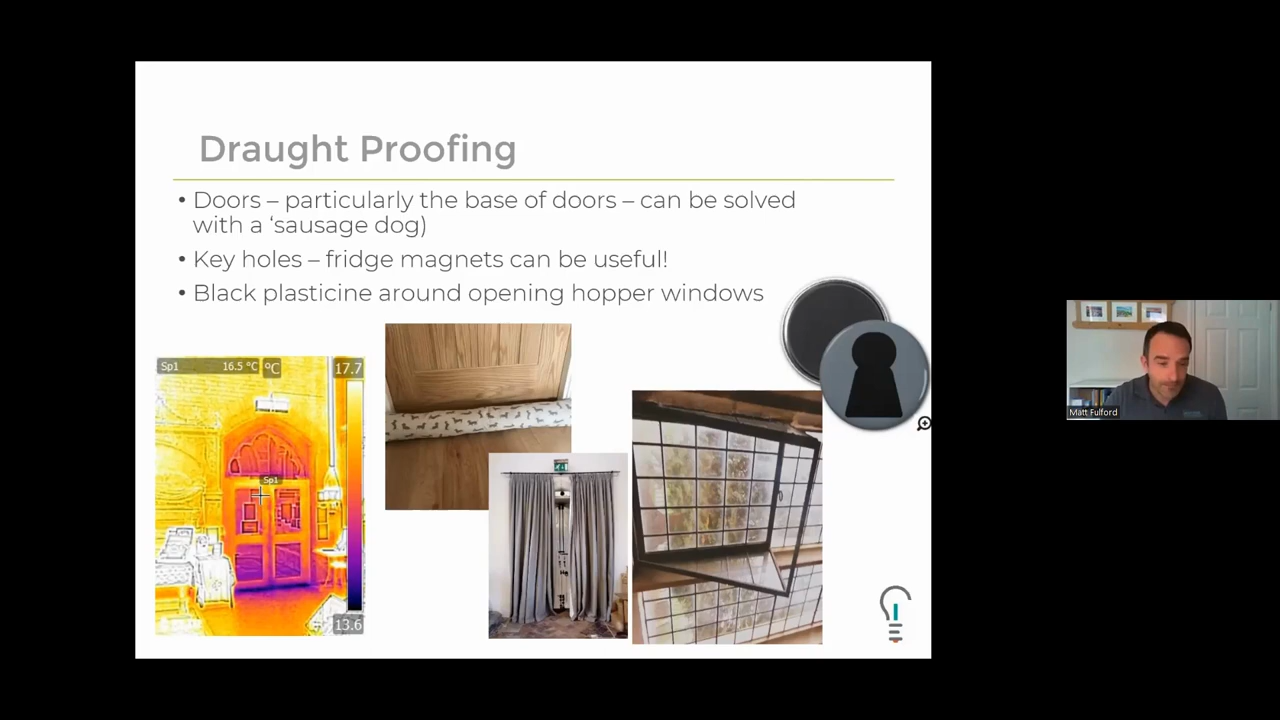 Draught Proofing
• Doors – particularly the base of doors – can be solved
with a ‘sausage dog)
• Key holes – fridge magnets can be useful!
• Black plasticine around opening hopper windows
Sp1 16.5 °C °C 17.7
Sp1
13.6
Matt Fulford